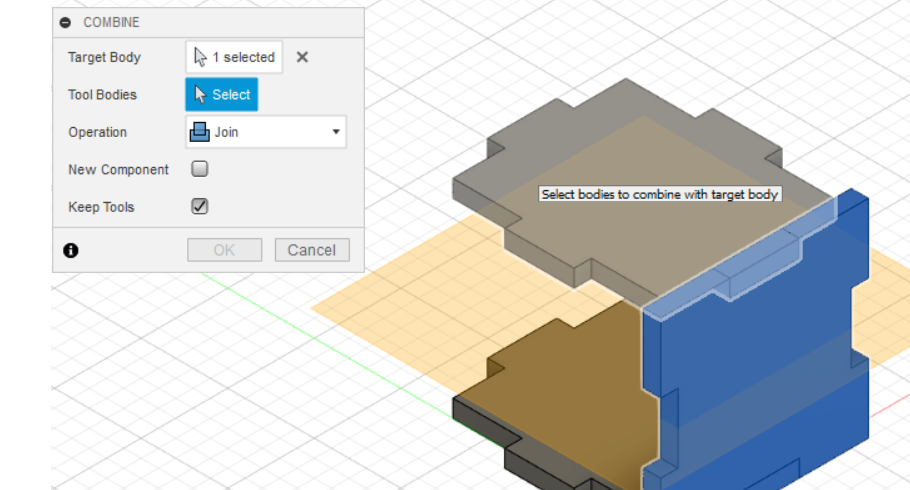 COMBINE
Target Body 1 selected
Tool Bodies Select
Operation Join
New Component
Keep Tools
OK Cancel
Select bodies to combine with target body